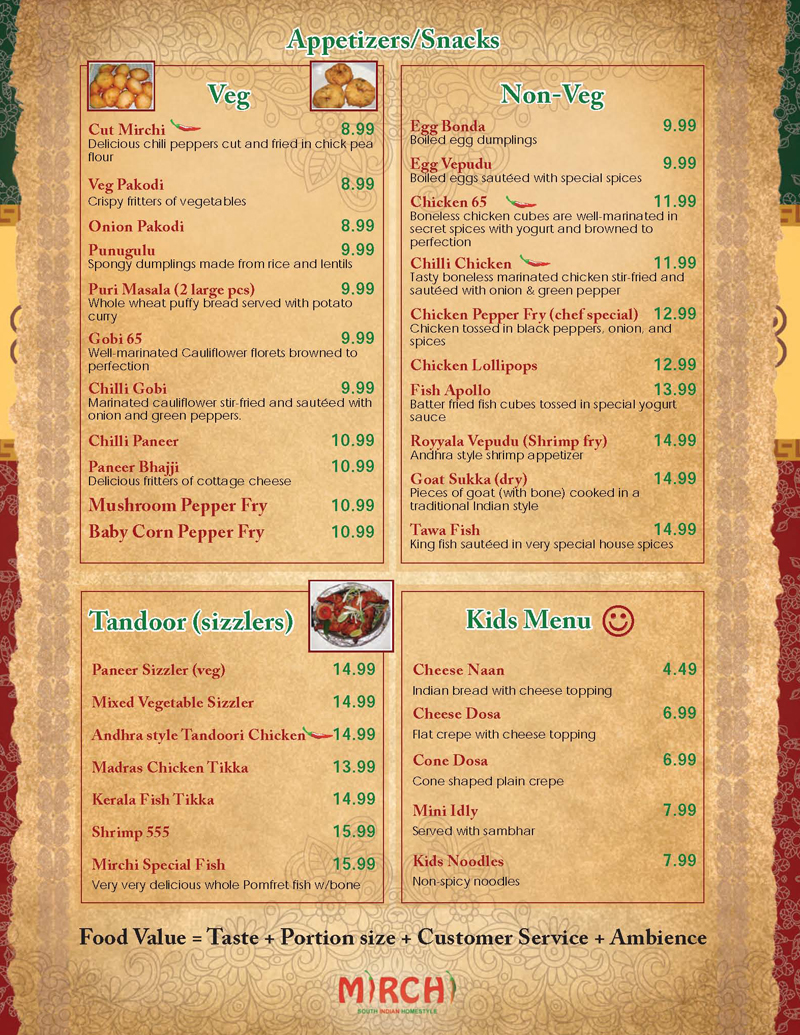 Appetizers/Snacks
Veg
Cut Mirchi 8.99
Delicious chili peppers cut and fried in chick pea
flour
Veg Pakodi 8.99
Crispy fritters of vegetables
Onion Pakodi 8.99
Punugulu 9.99
Spongy dumplings made from rice and lentils
Puri Masala (2 large pcs) 9.99
Whole wheat puffy bread served with potato
curry
Gobi 65 9.99
Well-marinated Cauliflower florets browned to
perfection
Chilli Gobi 9.99
Marinated cauliflower stir-fried and sautéed with
onion and green peppers.
Chilli Paneer 10.99
Paneer Bhajji 10.99
Delicious fritters of cottage cheese
Mushroom Pepper Fry 10.99
Baby Corn Pepper Fry 10.99
Non-Veg
Egg Bonda 9.99
Boiled egg dumplings
Egg Vepudu 9.99
Boiled eggs sautéed with special spices
Chicken 65 11.99
Boneless chicken cubes are well-marinated in
secret spices with yogurt and browned to
perfection
Chilli Chicken 11.99
Tasty boneless marinated chicken stir-fried and
sautéed with onion & green pepper
Chicken Pepper Fry (chef special) 12.99
Chicken tossed in black peppers, onion, and
spices
Chicken Lollipops 12.99
Fish Apollo 13.99
Batter fried fish cubes tossed in special yogurt
sauce
Royyala Vepudu (Shrimp fry) 14.99
Andhra style shrimp appetizer
Goat Sukka (dry) 14.99
Pieces of goat (with bone) cooked in a
traditional Indian style
Tawa Fish 14.99
King fish sautéed in very special house spices
Tandoor (sizzlers)
Paneer Sizzler (veg) 14.99
Mixed Vegetable Sizzler 14.99
Andhra style Tandoori Chicken 14.99
Madras Chicken Tikka 13.99
Kerala Fish Tikka 14.99
Shrimp 555 15.99
Mirchi Special Fish 15.99
Very very delicious whole Pomfret fish w/bone
Kids Menu
Cheese Naan 4.49
Indian bread with cheese topping
Cheese Dosa 6.99
Flat crepe with cheese topping
Cone Dosa 6.99
Cone shaped plain crepe
Mini Idly 7.99
Served with sambhar
Kids Noodles 7.99
Non-spicy noodles
Food Value = Taste + Portion size + Customer Service + Ambience
MIRCHI
SOUTH INDIAN HOMESTYLE